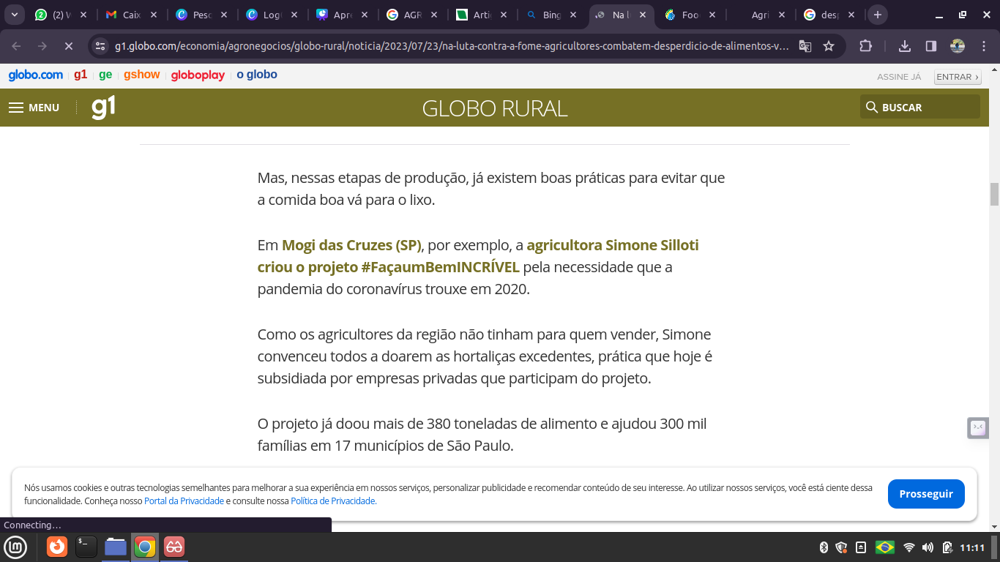 (2) W
Caix
Pesc
Log
Apre
AGR
Artic
Bing
Na l
Foo
Agri
desp
g1.globo.com/economia/agronegocios/globo-rural/noticia/2023/07/23/na-luta-contra-a-fome-agricultores-combatem-desperdicio-de-alimentos-v...
globo.com g1 ge gshow globoplay o globo
ASSINE JÁ
ENTRAR ›
MENU
g1
GLOBO RURAL
BUSCAR
Mas, nessas etapas de produção, já existem boas práticas para evitar que
a comida boa vá para o lixo.
Em Mogi das Cruzes (SP), por exemplo, a agricultora Simone Silloti
criou o projeto #FaçaumBemINCRÍVEL pela necessidade que a
pandemia do coronavírus trouxe em 2020.
Como os agricultores da região não tinham para quem vender, Simone
convenceu todos a doarem as hortaliças excedentes, prática que hoje é
subsidiada por empresas privadas que participam do projeto.
O projeto já doou mais de 380 toneladas de alimento e ajudou 300 mil
famílias em 17 municípios de São Paulo.
Nós usamos cookies e outras tecnologias semelhantes para melhorar a sua experiência em nossos serviços, personalizar publicidade e recomendar conteúdo de seu interesse. Ao utilizar nossos serviços, você está ciente dessa
funcionalidade. Conheça nosso Portal da Privacidade e consulte nossa Política de Privacidade.
Prosseguir
Connecting...
11:11